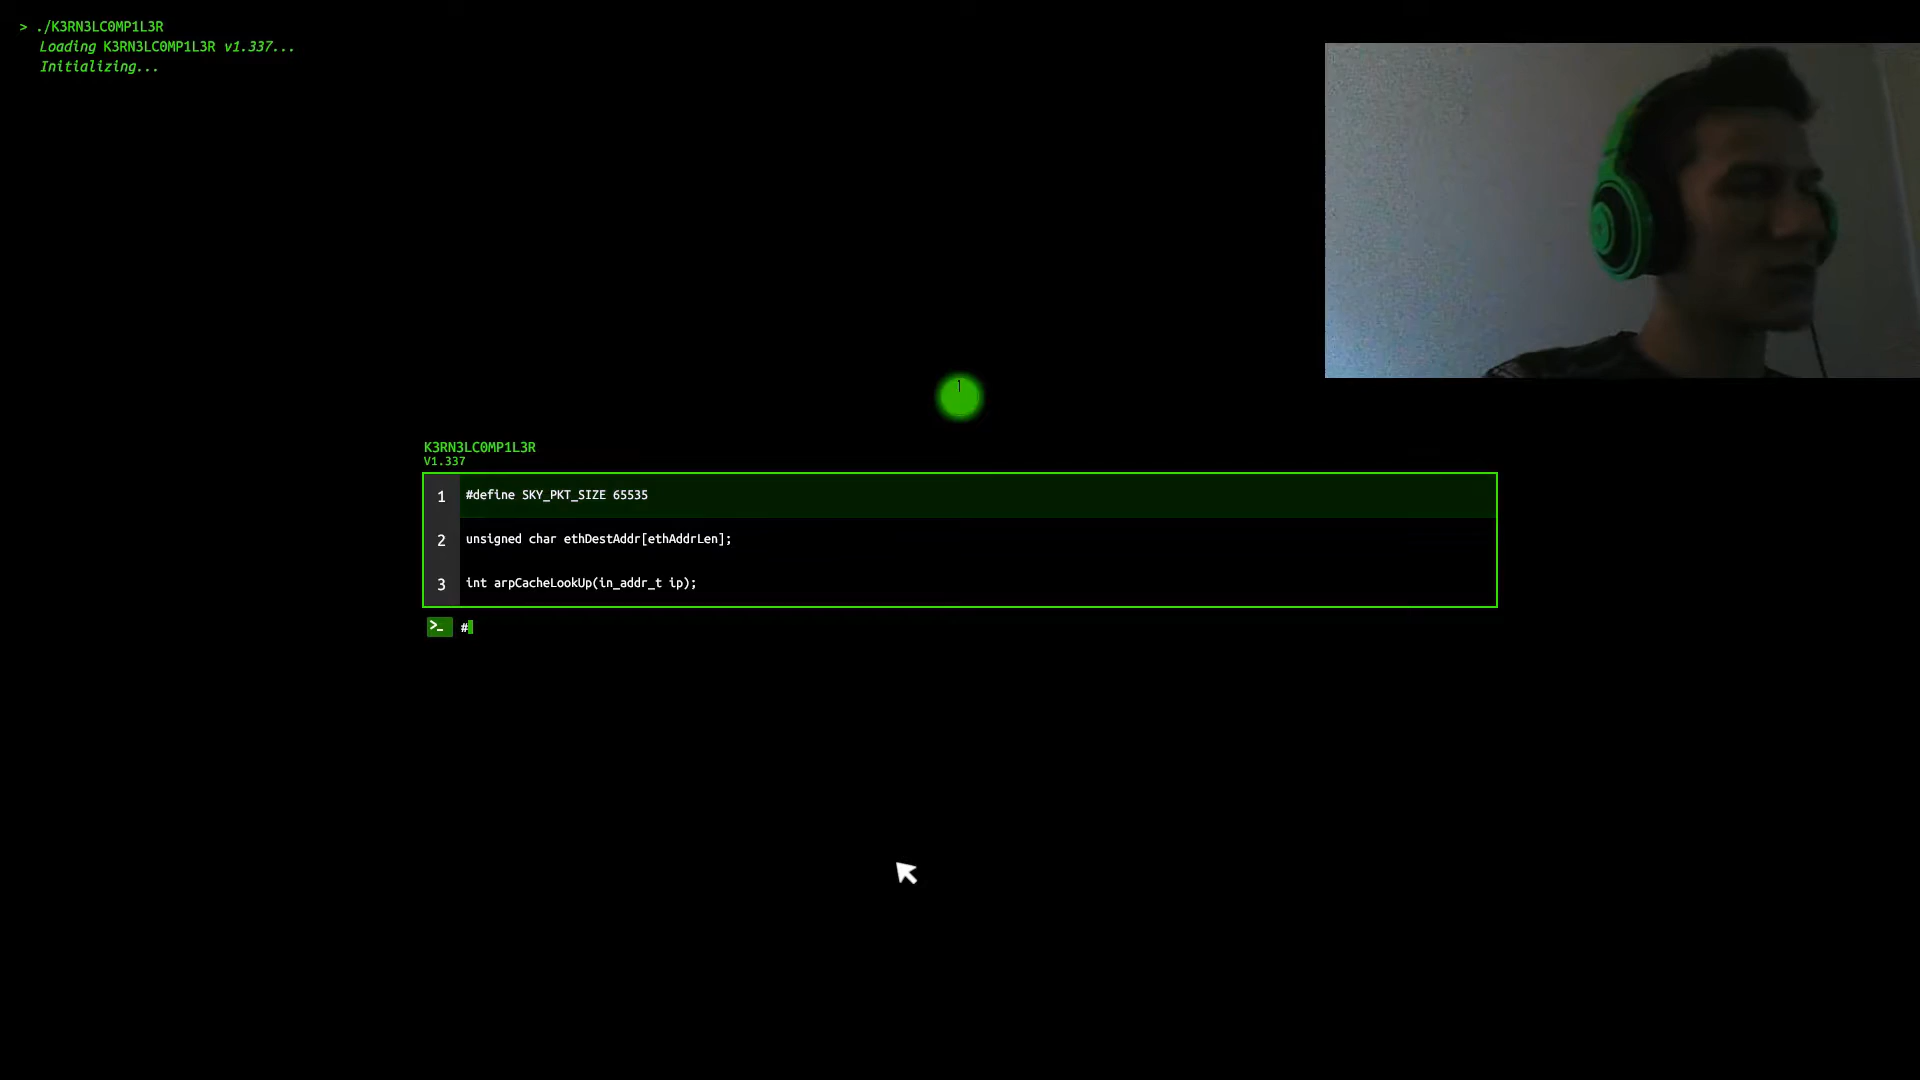 > ./K3RN3LC0MP1L3R
Loading K3RN3LC0MP1L3R v1.337...
Initializing...
1
K3RN3LC0MP1L3R
V1.337
1 #define SKY_PKT_SIZE 65535
2 unsigned char ethDestAddr[ethAddrLen];
3 int arpCacheLookUp(in_addr_t ip);
>_ #